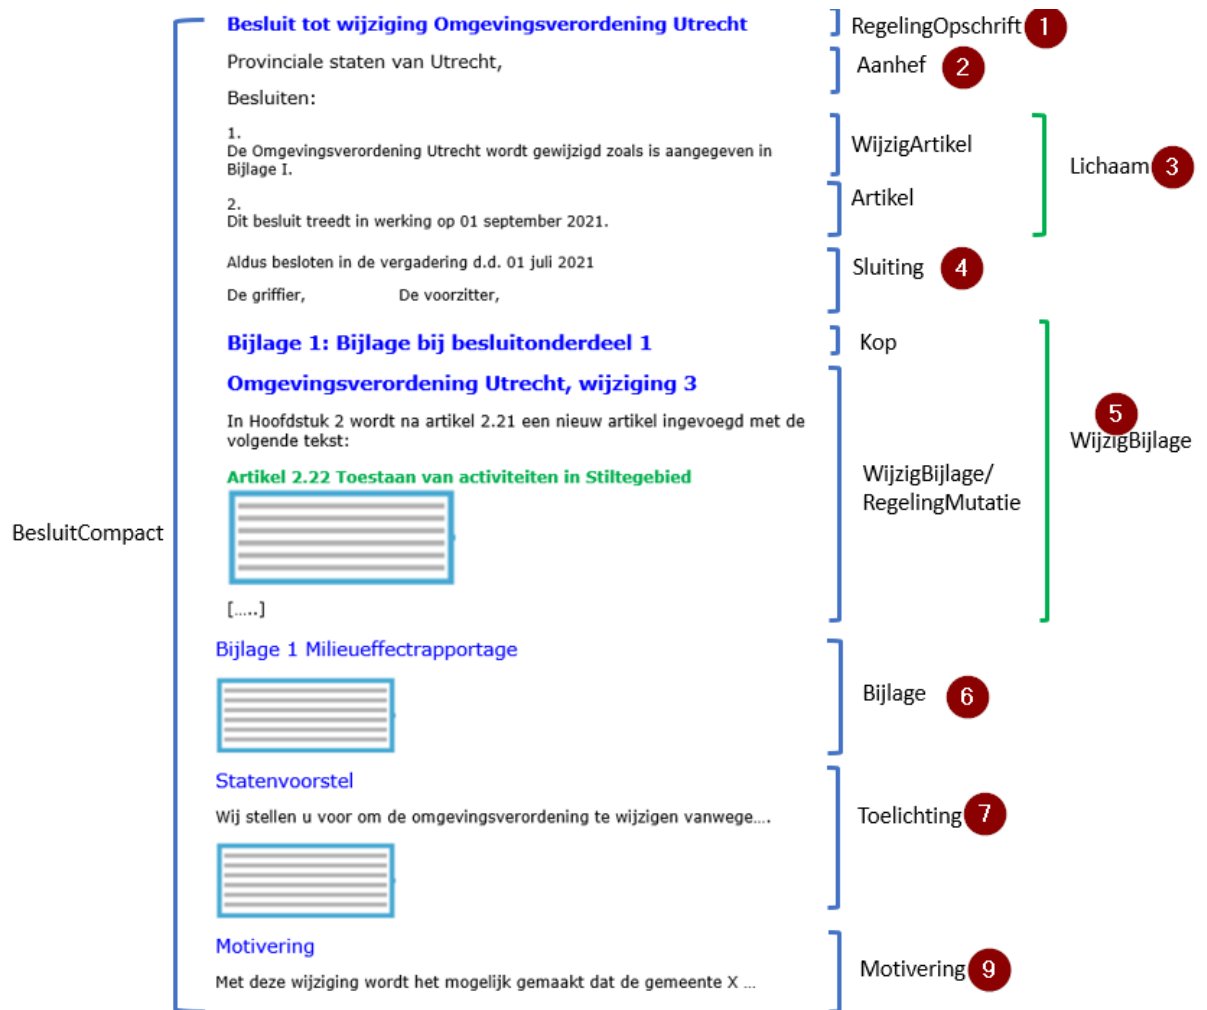 Besluit tot wijziging Omgevingsverordening Utrecht
RegelingOpschrift 1
Provinciale staten van Utrecht,
Aanhef 2
Besluiten:
1.
De Omgevingsverordening Utrecht wordt gewijzigd zoals is aangegeven in
Bijlage I.
WijzigArtikel
Lichaam 3
2.
Dit besluit treedt in werking op 01 september 2021.
Artikel
Aldus besloten in de vergadering d.d. 01 juli 2021
Sluiting 4
De griffier, De voorzitter,
Bijlage 1: Bijlage bij besluitonderdeel 1
Kop
Omgevingsverordening Utrecht, wijziging 3
In Hoofdstuk 2 wordt na artikel 2.21 een nieuw artikel ingevoegd met de
volgende tekst:
5
WijzigBijlage
Artikel 2.22 Toestaan van activiteiten in Stiltegebied
WijzigBijlage/
RegelingMutatie
BesluitCompact
[.....]
Bijlage 1 Milieueffectrapportage
Bijlage 6
Statenvoorstel
Wij stellen u voor om de omgevingsverordening te wijzigen vanwege....
Toelichting 7
Motivering
Met deze wijziging wordt het mogelijk gemaakt dat de gemeente X ...
Motivering 9